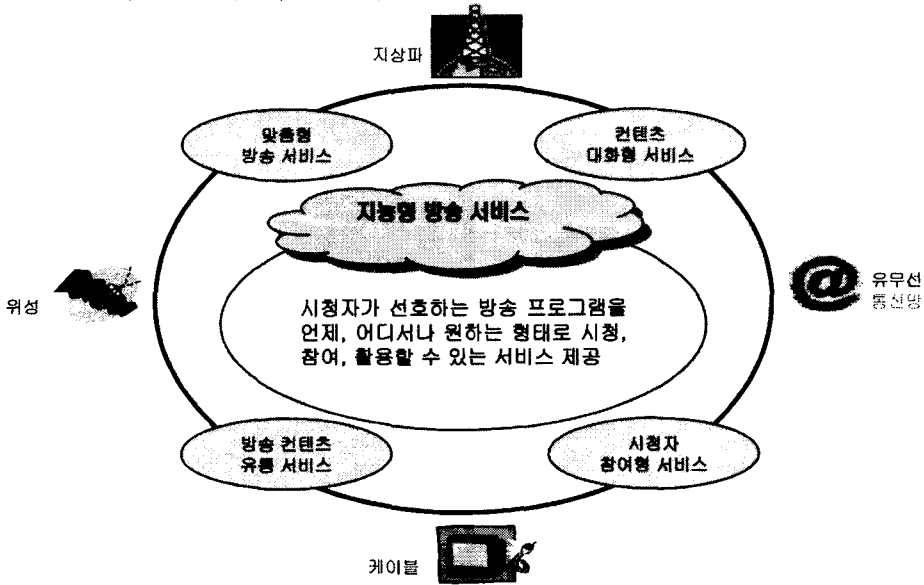 지상파
맞춤형
방송 서비스
컨텐츠
대화형 서비스
지능형 방송 서비스
위성
@
유무선
통신망
시청자가 선호하는 방송 프로그램을
언제, 어디서나 원하는 형태로 시청,
참여, 활용할 수 있는 서비스 제공
방송 컨텐츠
유통 서비스
시청자
참여형 서비스
케이블